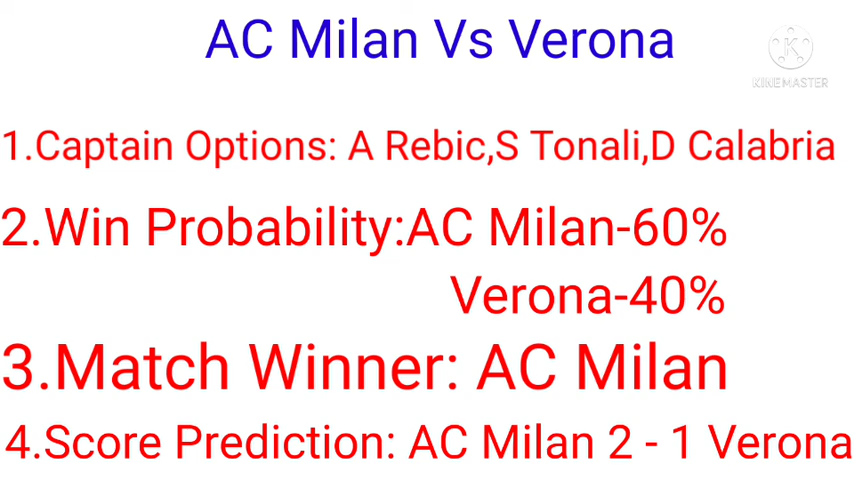 AC Milan Vs Verona
KINEMASTER
1.Captain Options: A Rebic,S Tonali,D Calabria
2.Win Probability:AC Milan-60%
Verona-40%
3.Match Winner: AC Milan
4.Score Prediction: AC Milan 2 - 1 Verona